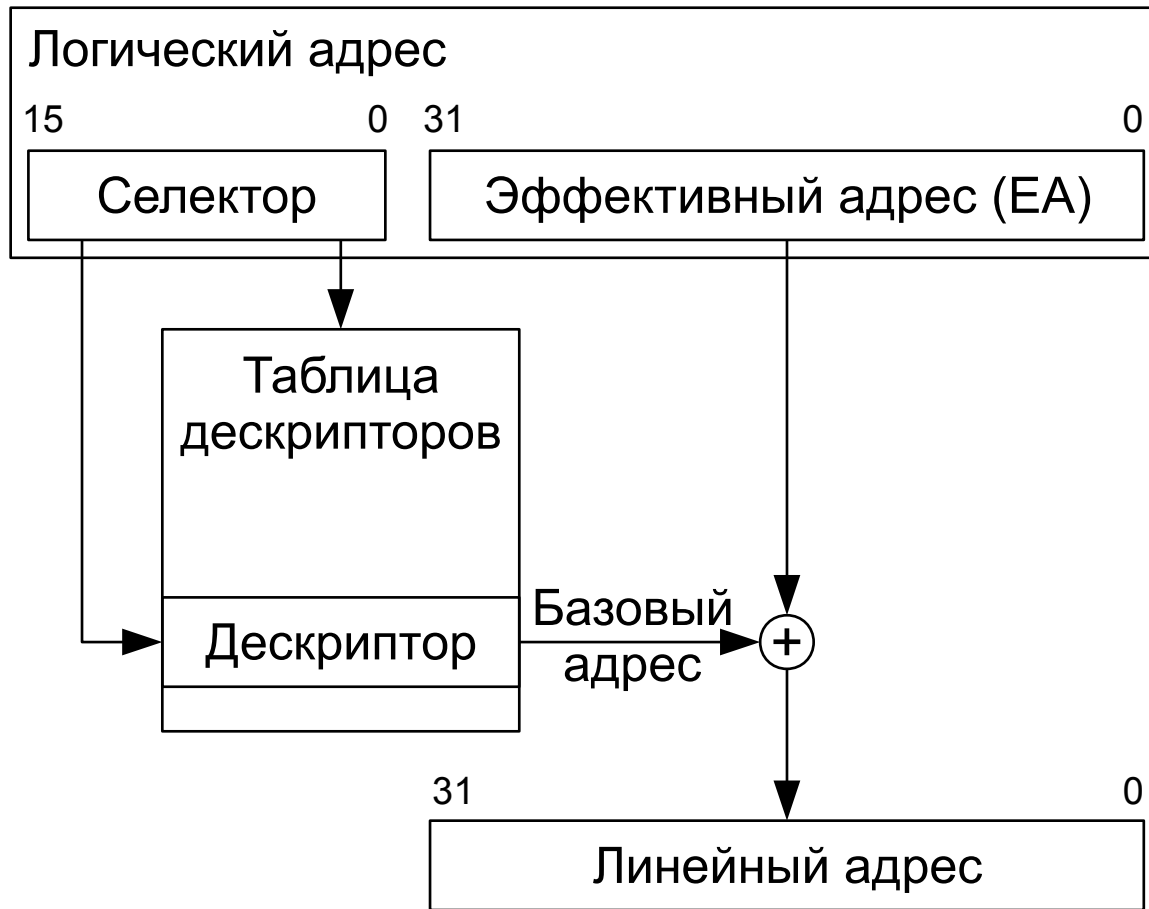 Логический адрес
15 0 31 0
Селектор Эффективный адрес (EA)
Таблица
дескрипторов
Базовый
Дескриптор +
адрес
31 0
Линейный адрес